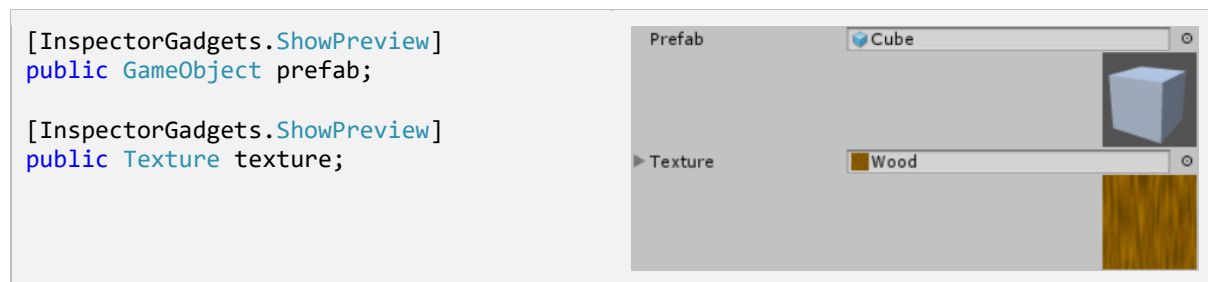 [InspectorGadgets.ShowPreview]
public GameObject prefab;
[InspectorGadgets.ShowPreview]
public Texture texture;
Prefab Cube
Texture Wood